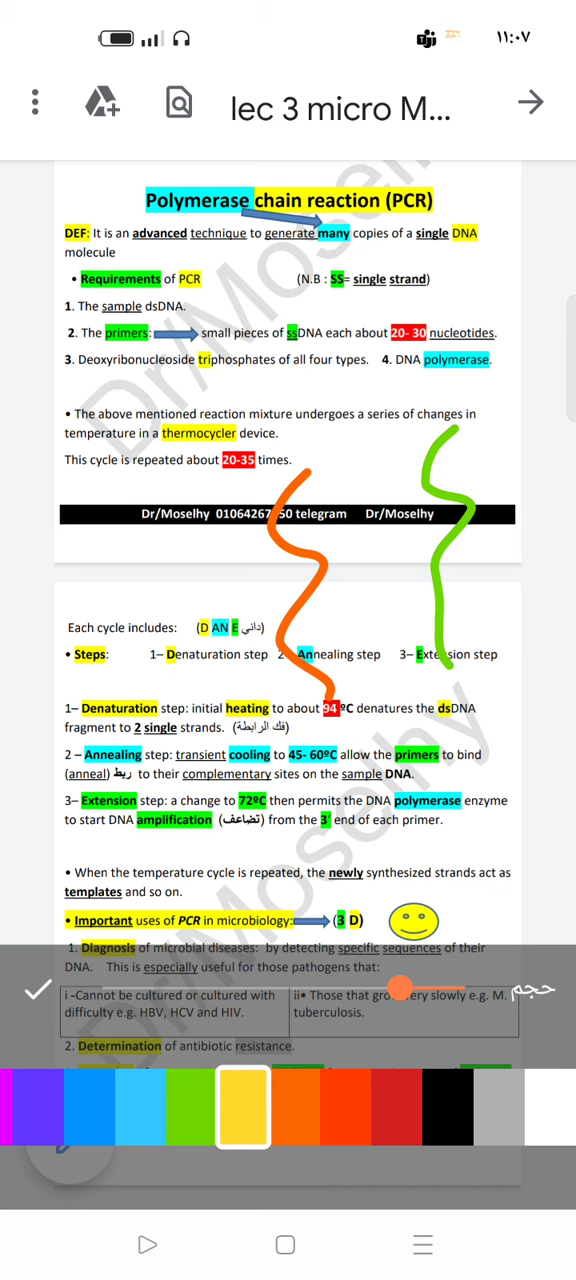 ١١:٠٧
lec 3 micro M...
Polymerase chain reaction (PCR)
DEF: It is an advanced technique to generate many copies of a single DNA
molecule
• Requirements of PCR (N.B : SS= single strand)
1. The sample dsDNA.
2. The primers: small pieces of ssDNA each about 20- 30 nucleotides.
3. Deoxyribonucleoside triphosphates of all four types. 4. DNA polymerase.
• The above mentioned reaction mixture undergoes a series of changes in
temperature in a thermocycler device.
This cycle is repeated about 20-35 times.
Dr/Moselhy 01064267 50 telegram Dr/Moselhy
Each cycle includes: (D AN E داني)
• Steps: 1– Denaturation step 2 Annealing step 3– Extension step
1– Denaturation step: initial heating to about 94ºC denatures the dsDNA
fragment to 2 single strands. (فك الرابطة)
2 – Annealing step: transient cooling to 45- 60ºC allow the primers to bind
(anneal) ربط to their complementary sites on the sample DNA.
3– Extension step: a change to 72ºC then permits the DNA polymerase enzyme
to start DNA amplification (تضاعف) from the 3' end of each primer.
• When the temperature cycle is repeated, the newly synthesized strands act as
templates and so on.
• Important uses of PCR in microbiology: (3 D)
1. Diagnosis of microbial diseases: by detecting specific sequences of their
DNA. This is especially useful for those pathogens that:
i -Cannot be cultured or cultured with
difficulty e.g. HBV, HCV and HIV.
ii• Those that grow very slowly e.g. M.
tuberculosis.
حجم
2. Determination of antibiotic resistance.
Dr/Moselhy
Dr/Moselhy